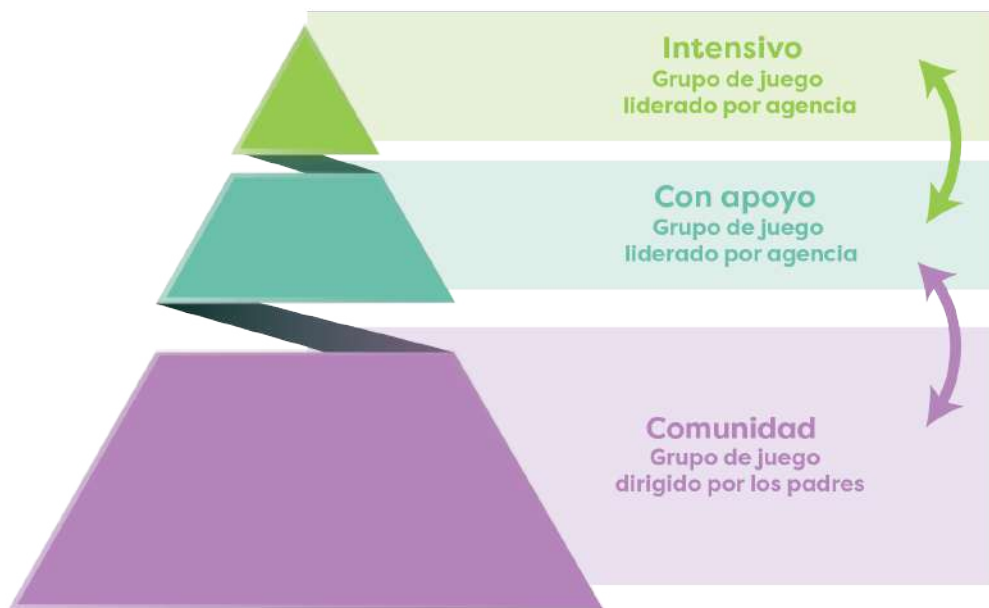 Intensivo
Grupo de juego
liderado por agencia
Con apoyo
Grupo de juego
liderado por agencia
Comunidad
Grupo de juego
dirigido por los padres